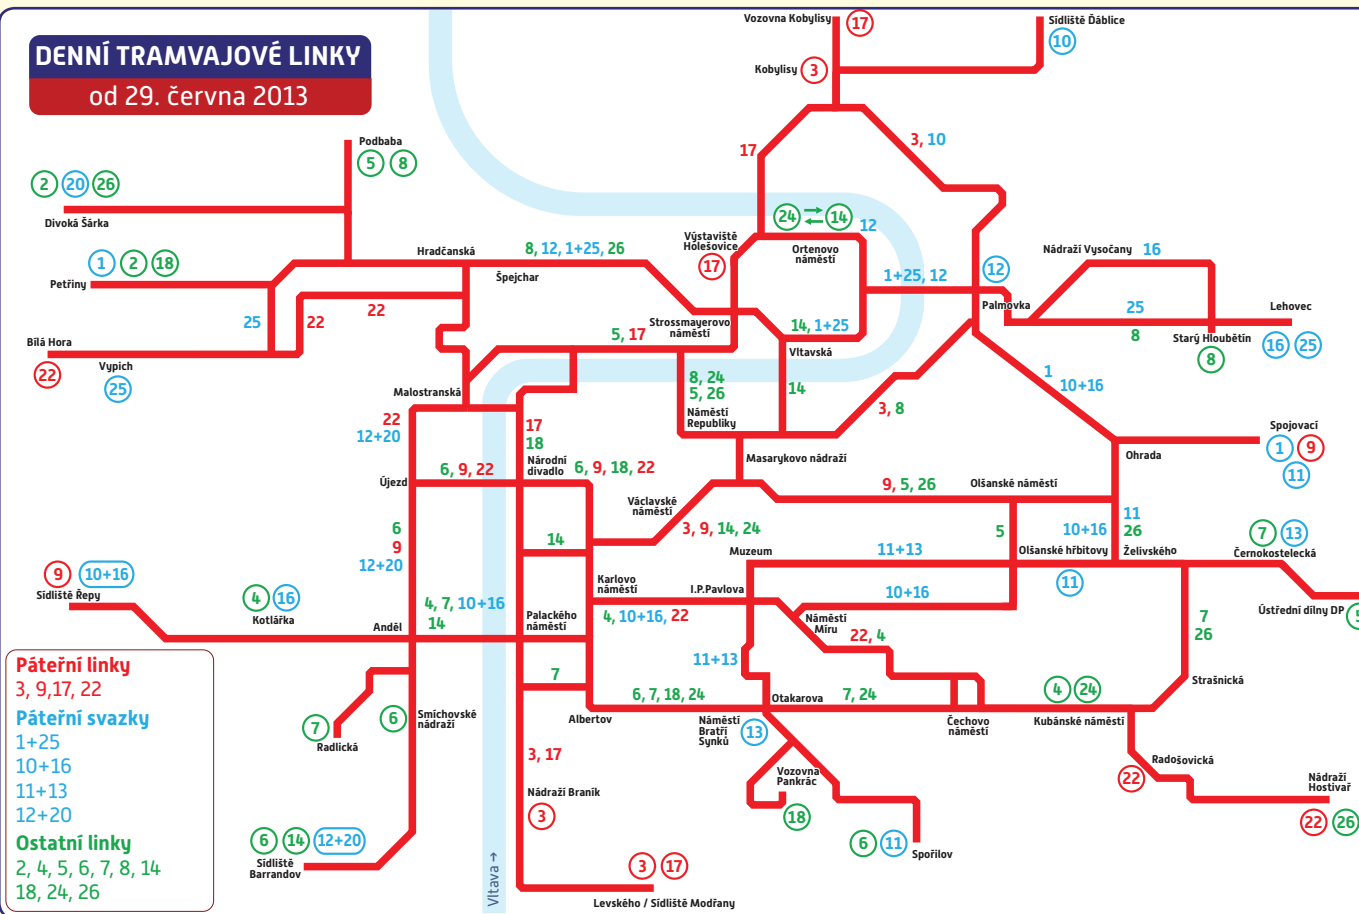 DENNÍ TRAMVAJOVÉ LINKY
od 29. června 2013
Vozovna Kobylisy 17
Sídliště Ďáblice
10
Kobylisy 3
3, 10
17
Podbaba
5 8
2 20 26
Divoká Šárka
24 14
12
Ortenovo
náměstí
Výstaviště
Holešovice
17
Hradčanská
8, 12, 1+25, 26
Špejchar
1 2 18
Petřiny
1+25, 12
12
Palmovka
Nádraží Vysočany 16
25
8
Lehovec
16 25
Starý Hloubětín
8
25
22
22
Bílá Hora
22
Vypich
25
5, 17
Strossmayerovo
náměstí
14, 1+25
Vltavská
14
8, 24
5, 26
Náměstí
Republiky
3, 8
1
10+16
Malostranská
22
12+20
17
18
Národní
divadlo
6, 9, 22
6, 9, 18, 22
Újezd
Masarykovo nádraží
Spojovací
1 9
11
Ohrada
Václavské
náměstí
3, 9, 14, 24
9, 5, 26
Olšanské náměstí
6
9
12+20
14
5
10+16
11
26
Muzeum
11+13
Olšanské hřbitovy
11
Želivského
7 13
Černokostelecká
Ústřední dílny DP
5
9 10+16
Sídliště Řepy
4 16
Kotlářka
Anděl
4, 7, 10+16
14
Palackého
náměstí
Karlovo
náměstí
4, 10+16, 22
I.P.Pavlova
10+16
Náměstí
Míru
22, 4
7
26
Strašnická
11+13
7
6, 7, 18, 24
Albertov
Otakarova
7, 24
Čechovo
náměstí
4 24
Kubánské náměstí
Náměstí
Bratří
Synků
13
7
Radlická
6
Smíchovské
nádraží
3, 17
Nádraží Braník
3
Vozovna
Pankrác
18
6 11
Spořilov
22
Radošovická
Nádraží
Hostivař
22 26
6 14 12+20
Sídliště
Barrandov
Vltava →
3 17
Levského / Sídliště Modřany
Páteřní linky
3, 9,17, 22
Páteřní svazky
1+25
10+16
11+13
12+20
Ostatní linky
2, 4, 5, 6, 7, 8, 14
18, 24, 26